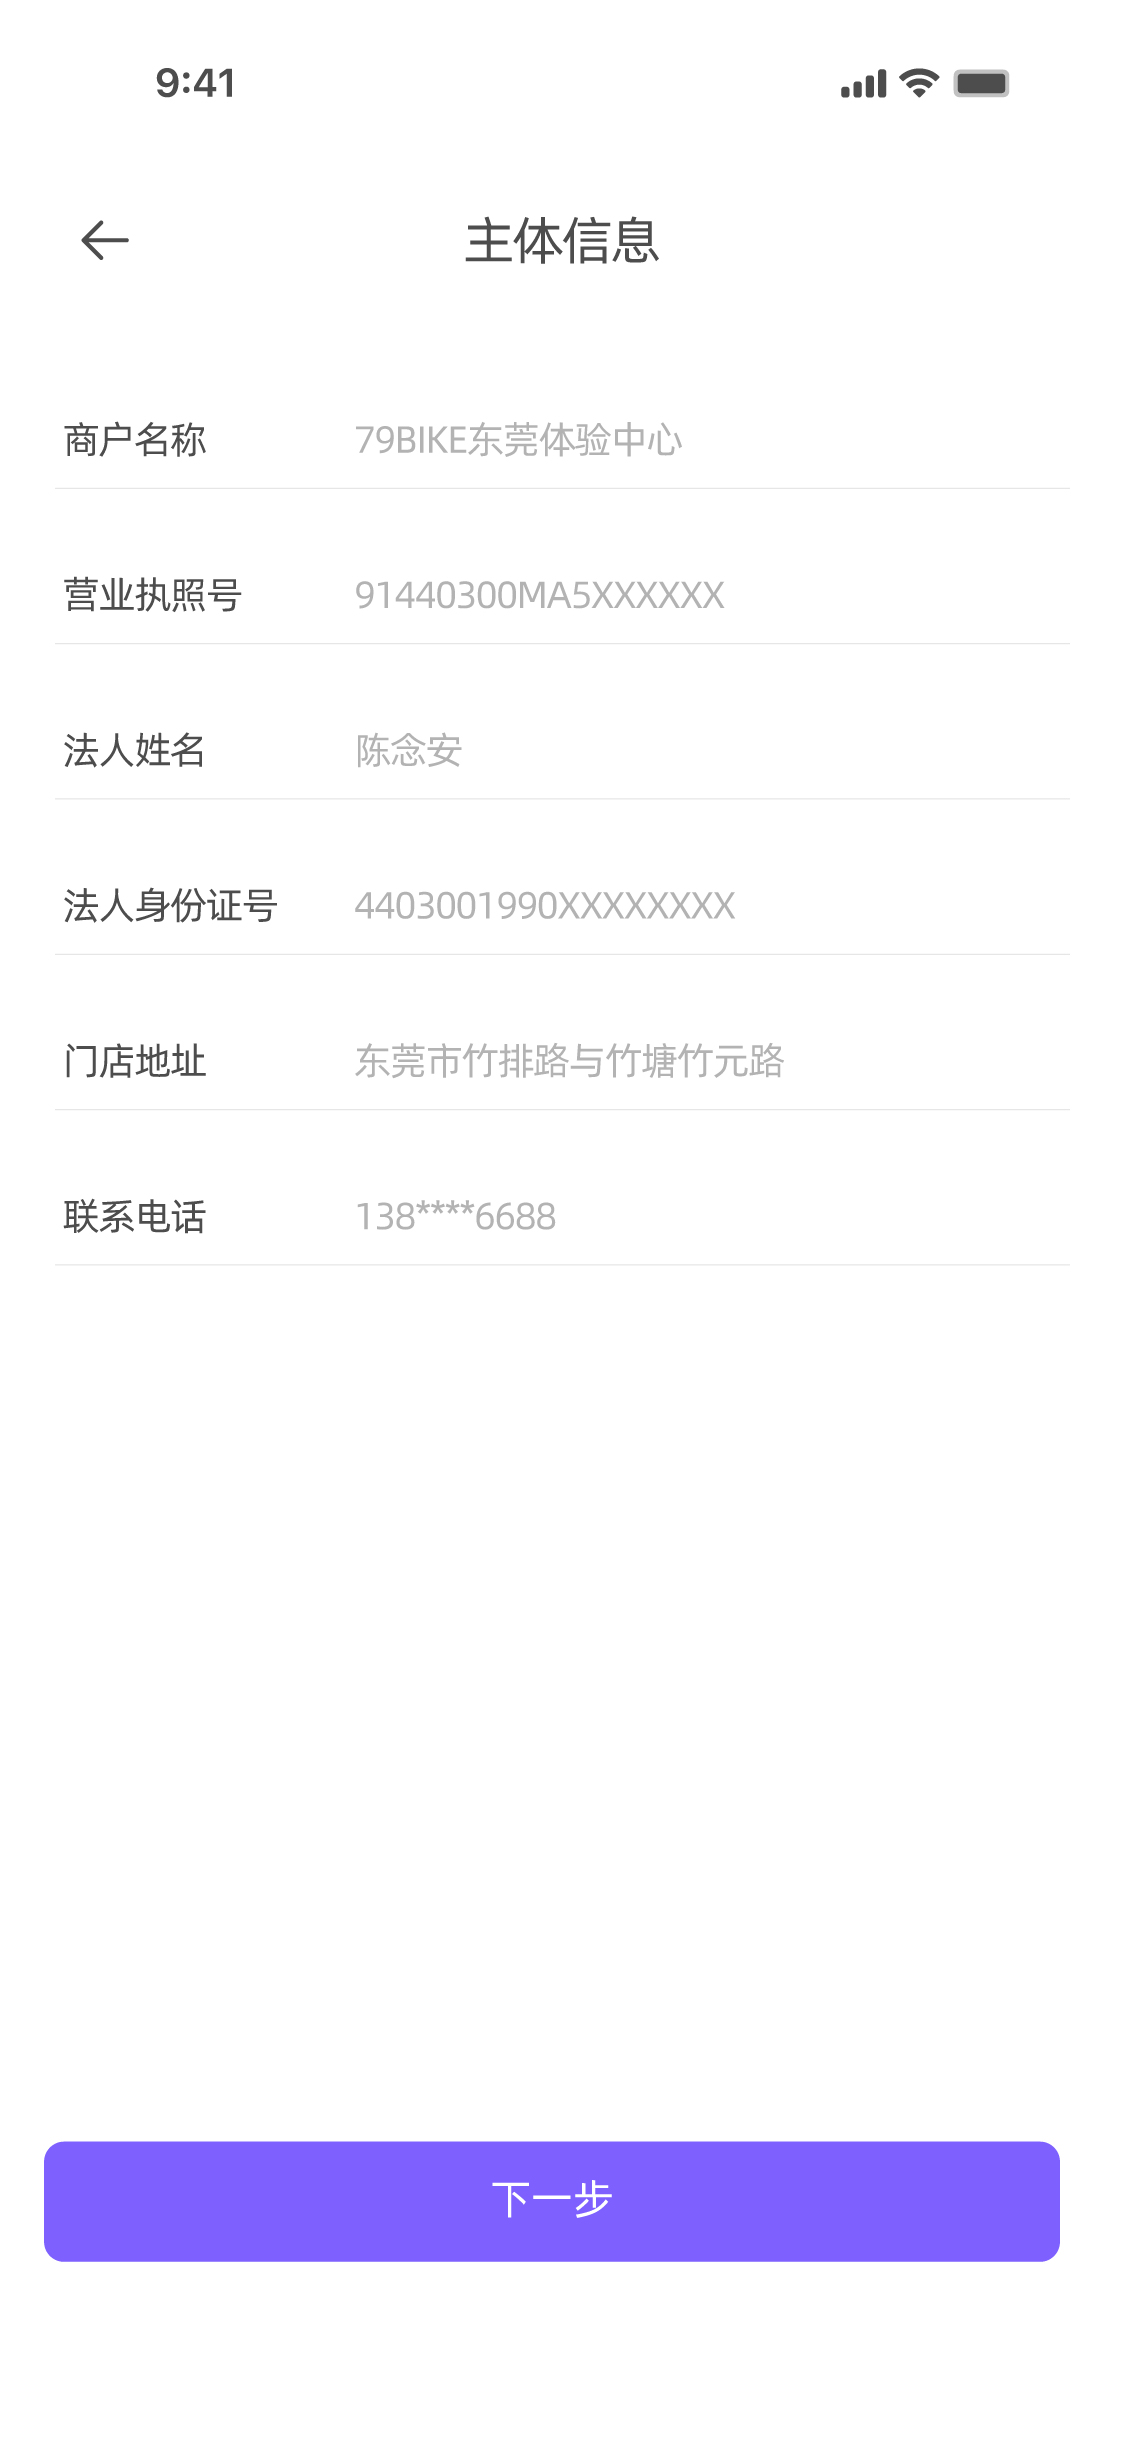 9:41
主体信息
商户名称 79BIKE东莞体验中心
营业执照号 91440300MA5XXXXXX
法人姓名 陈念安
法人身份证号 4403001990XXXXXXXX
门店地址 东莞市竹排路与竹塘竹元路
联系电话 138****6688
下一步